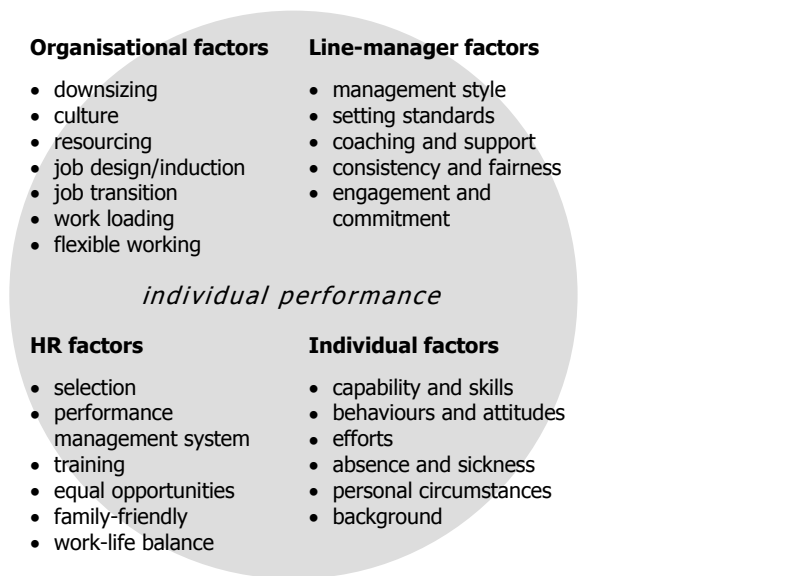 Organisational factors
• downsizing
• culture
• resourcing
• job design/induction
• job transition
• work loading
• flexible working
Line-manager factors
• management style
• setting standards
• coaching and support
• consistency and fairness
• engagement and
commitment
individual performance
HR factors
• selection
• performance
management system
• training
• equal opportunities
• family-friendly
• work-life balance
Individual factors
• capability and skills
• behaviours and attitudes
• efforts
• absence and sickness
• personal circumstances
• background